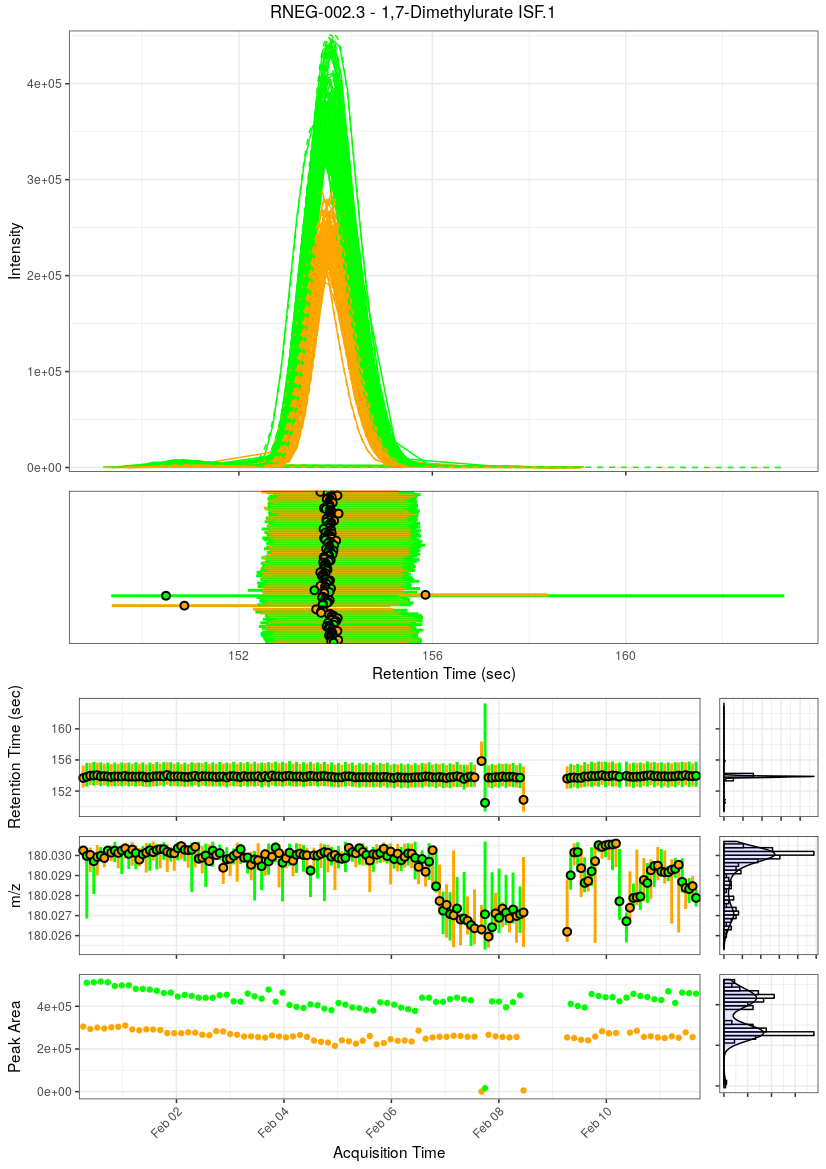 RNEG-002.3 - 1,7-Dimethylurate ISF.1
4e+05
3e+05
2e+05
1e+05
0e+00
Intensity
152
156
160
Retention Time (sec)
160
156
152
Retention Time (sec)
180.030
180.029
180.028
180.027
180.026
m/z
4e+05
2e+05
0e+00
Peak Area
Feb 02
Feb 04
Feb 06
Feb 08
Feb 10
Acquisition Time